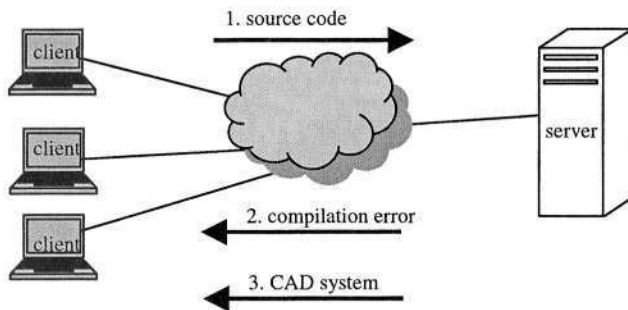 1. source code
client
client
server
2. compilation error
client
3. CAD system